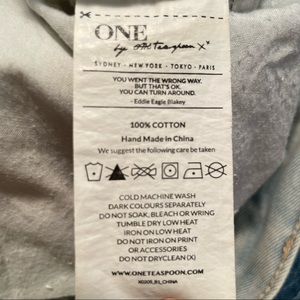 ONE
by One Teaspoon X
SYDNEY - NEW YORK - TOKYO - PARIS
YOU WENT THE WRONG WAY.
BUT THAT'S OK.
YOU CAN TURN AROUND.
- Eddie Eagle Blakey
100% COTTON
Hand Made in China
We suggest the following care be taken
COLD MACHINE WASH
DARK COLOURS SEPARATELY
DO NOT SOAK, BLEACH OR WRING
TUMBLE DRY LOW HEAT
IRON ON LOW HEAT
DO NOT IRON ON PRINT
OR ACCESSORIES
DO NOT DRYCLEAN (X)
WWW.ONETEASPOON.COM